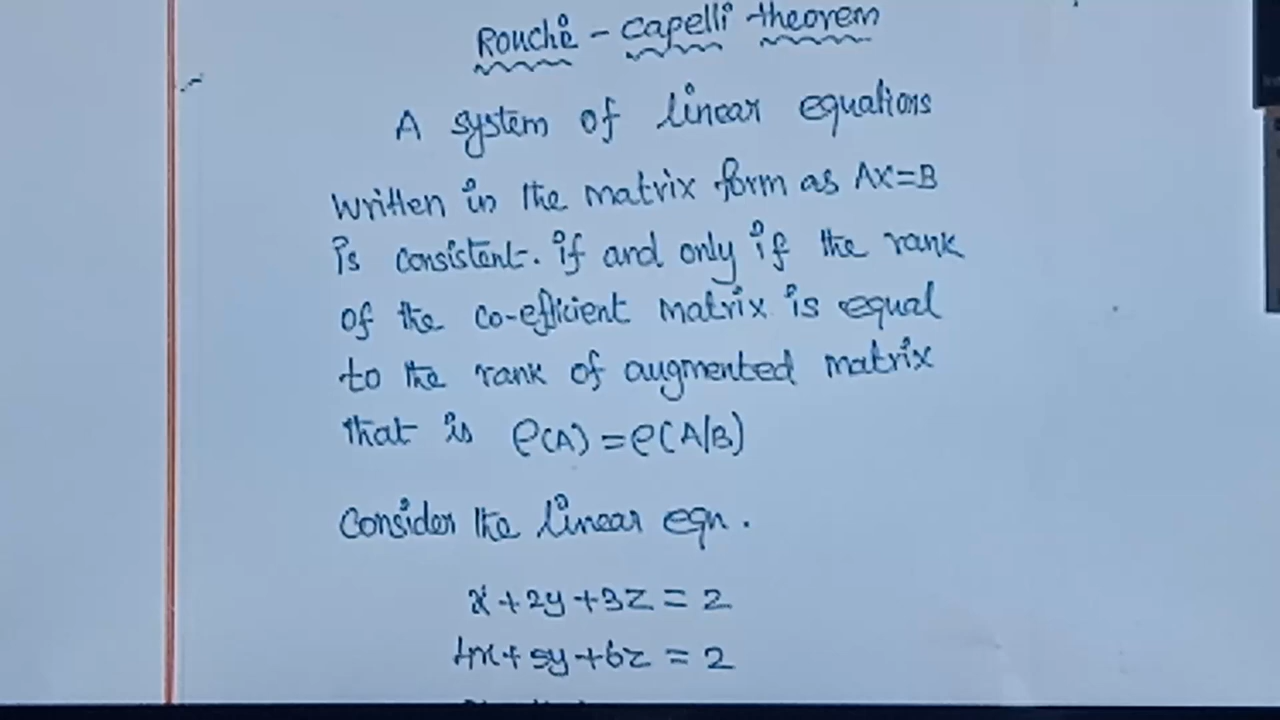 Rouchė - Capelli theorem
A system of linear equations
written in the matrix form as AX=B
is consistent. if and only if the rank
of the co-efficient matrix is equal
to the rank of augmented matrix
that is ρ(A) = ρ(A/B)
Consider the linear eqn.
x + 2y + 3z = 2
4x + 5y + 6z = 2